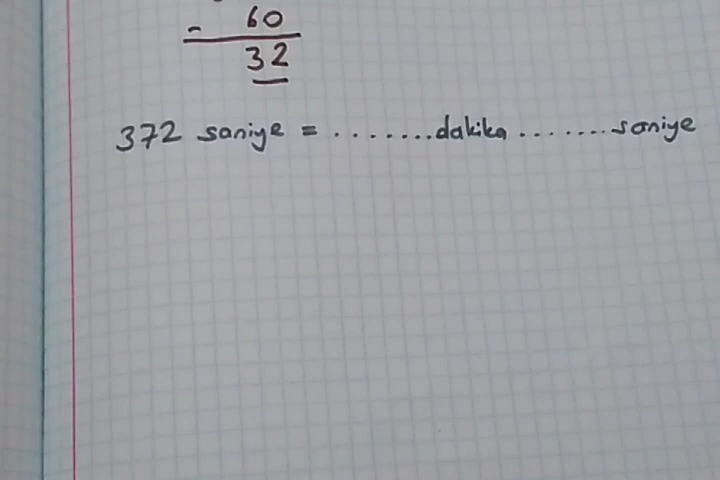 - 60
32
372 saniye = ........dakika .......saniye